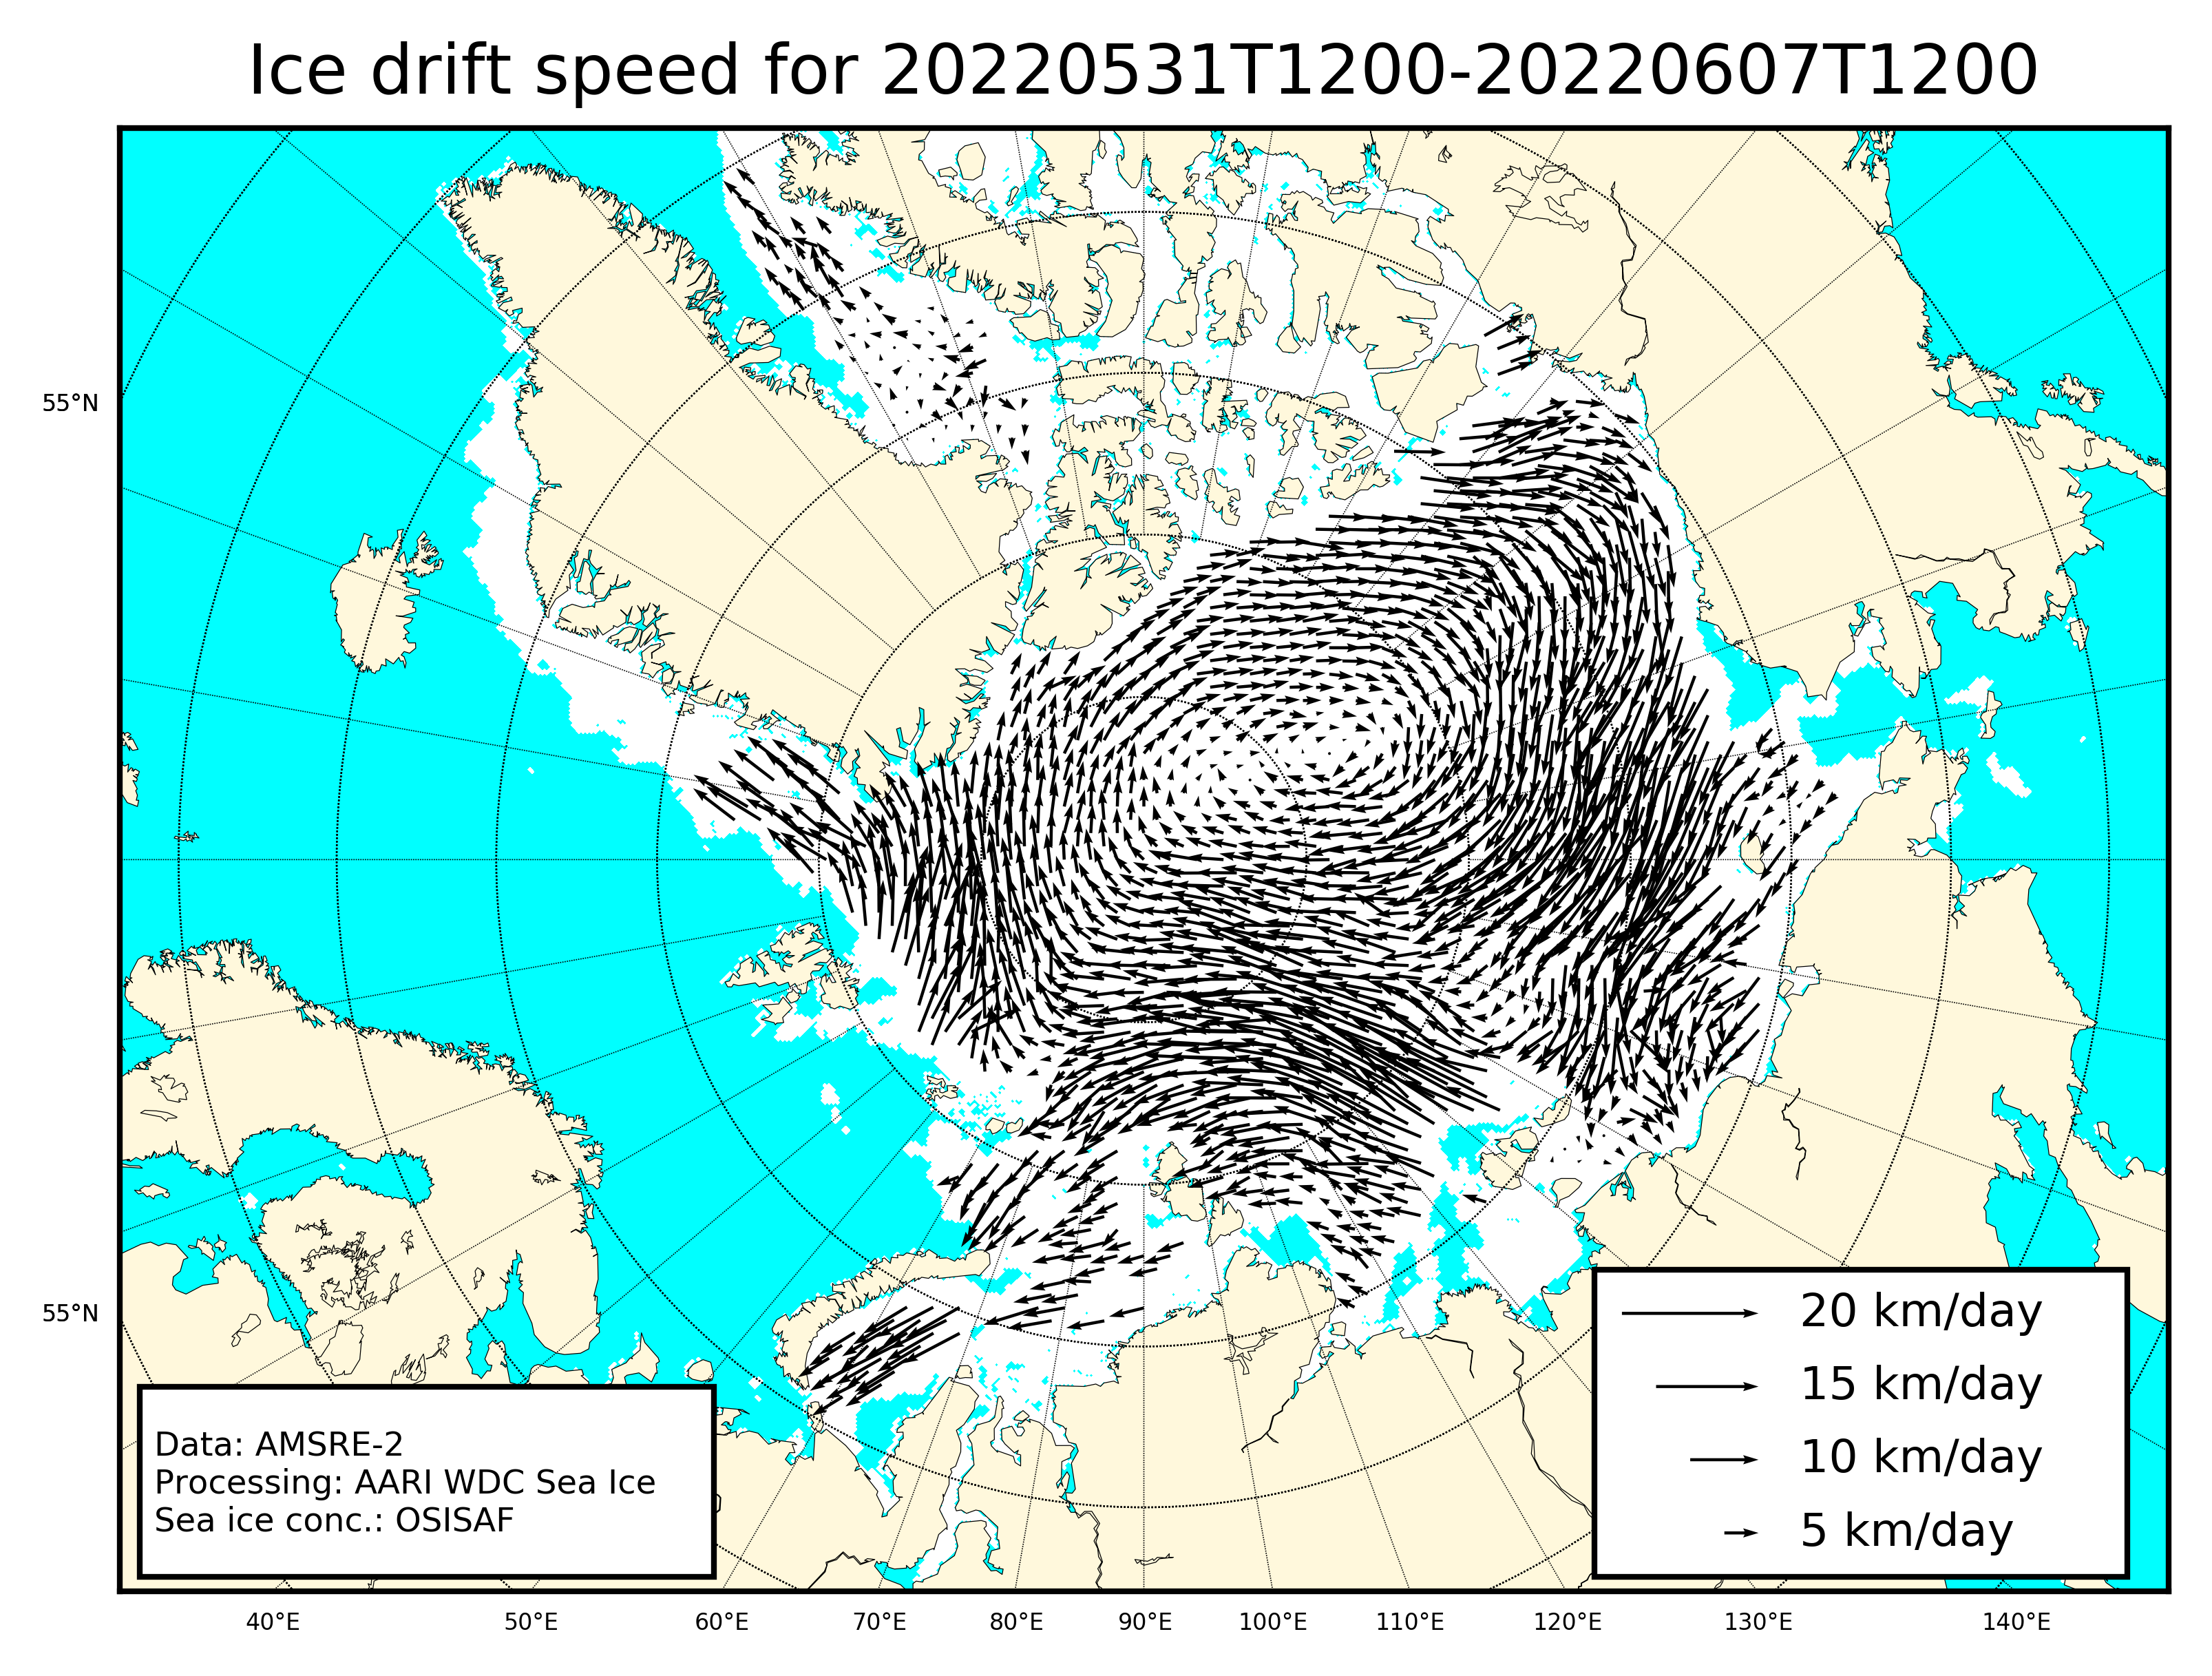 Ice drift speed for 20220531T1200-20220607T1200
55°N
55°N
20 km/day
15 km/day
10 km/day
5 km/day
Data: AMSRE-2
Processing: AARI WDC Sea Ice
Sea ice conc.: OSISAF
40°E 50°E 60°E 70°E 80°E 90°E 100°E 110°E 120°E 130°E 140°E